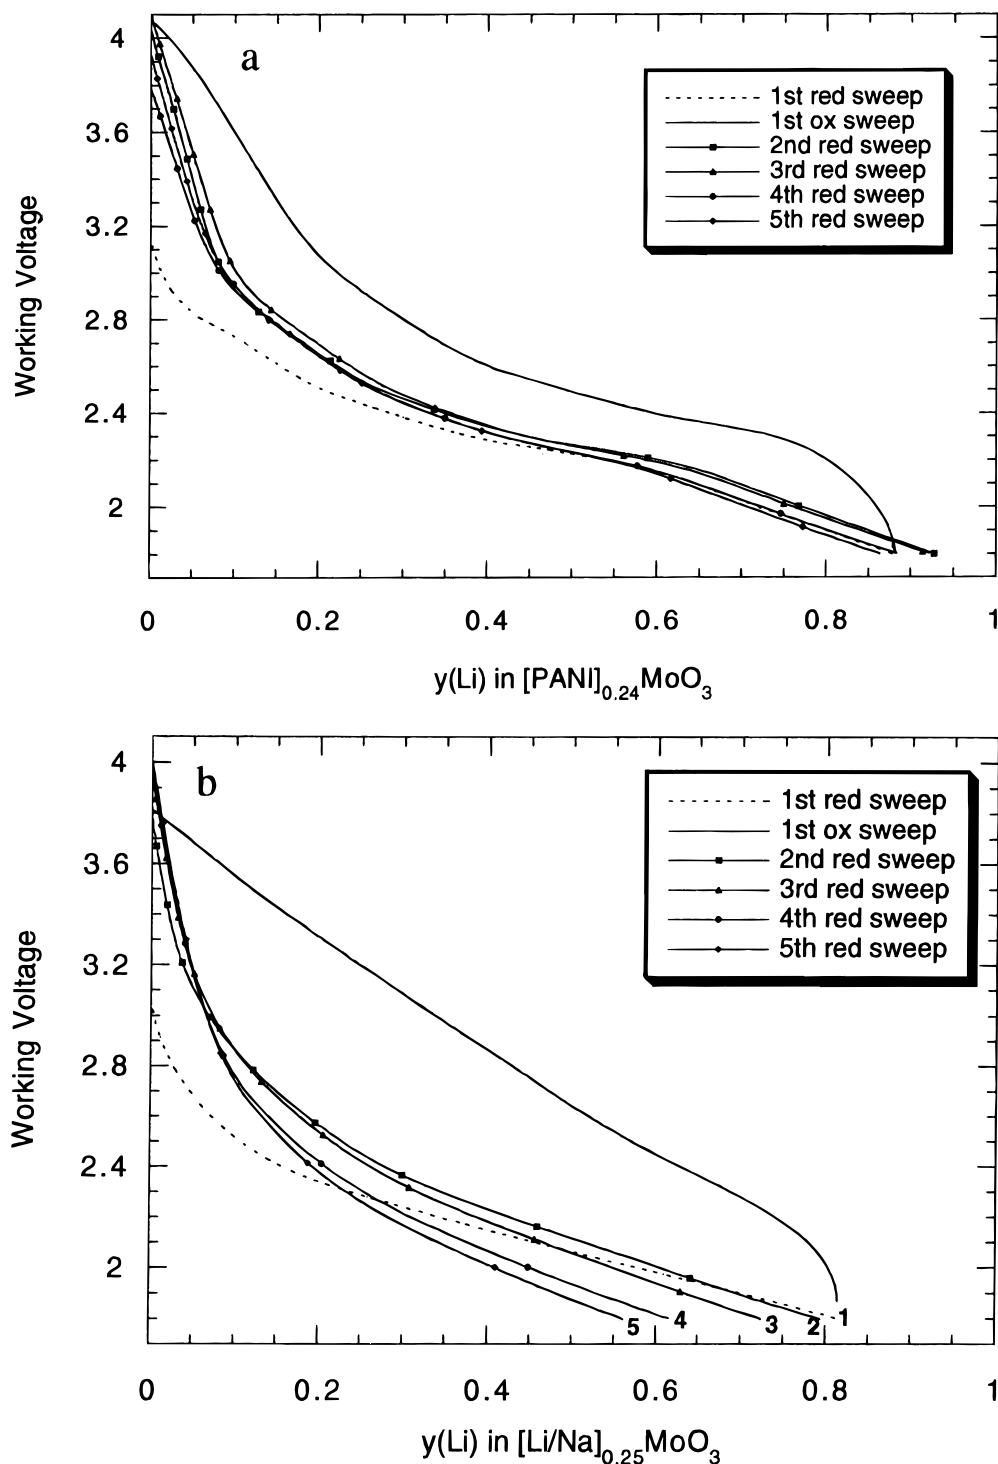 a
4
3.6
3.2
2.8
2.4
2
Working Voltage
1st red sweep
1st ox sweep
2nd red sweep
3rd red sweep
4th red sweep
5th red sweep
0 0.2 0.4 0.6 0.8 1
y(Li) in [PANI]0.24MoO3
b
4
3.6
3.2
2.8
2.4
2
Working Voltage
1st red sweep
1st ox sweep
2nd red sweep
3rd red sweep
4th red sweep
5th red sweep
5 4 3 2 1
0 0.2 0.4 0.6 0.8 1
y(Li) in [Li/Na]0.25MoO3